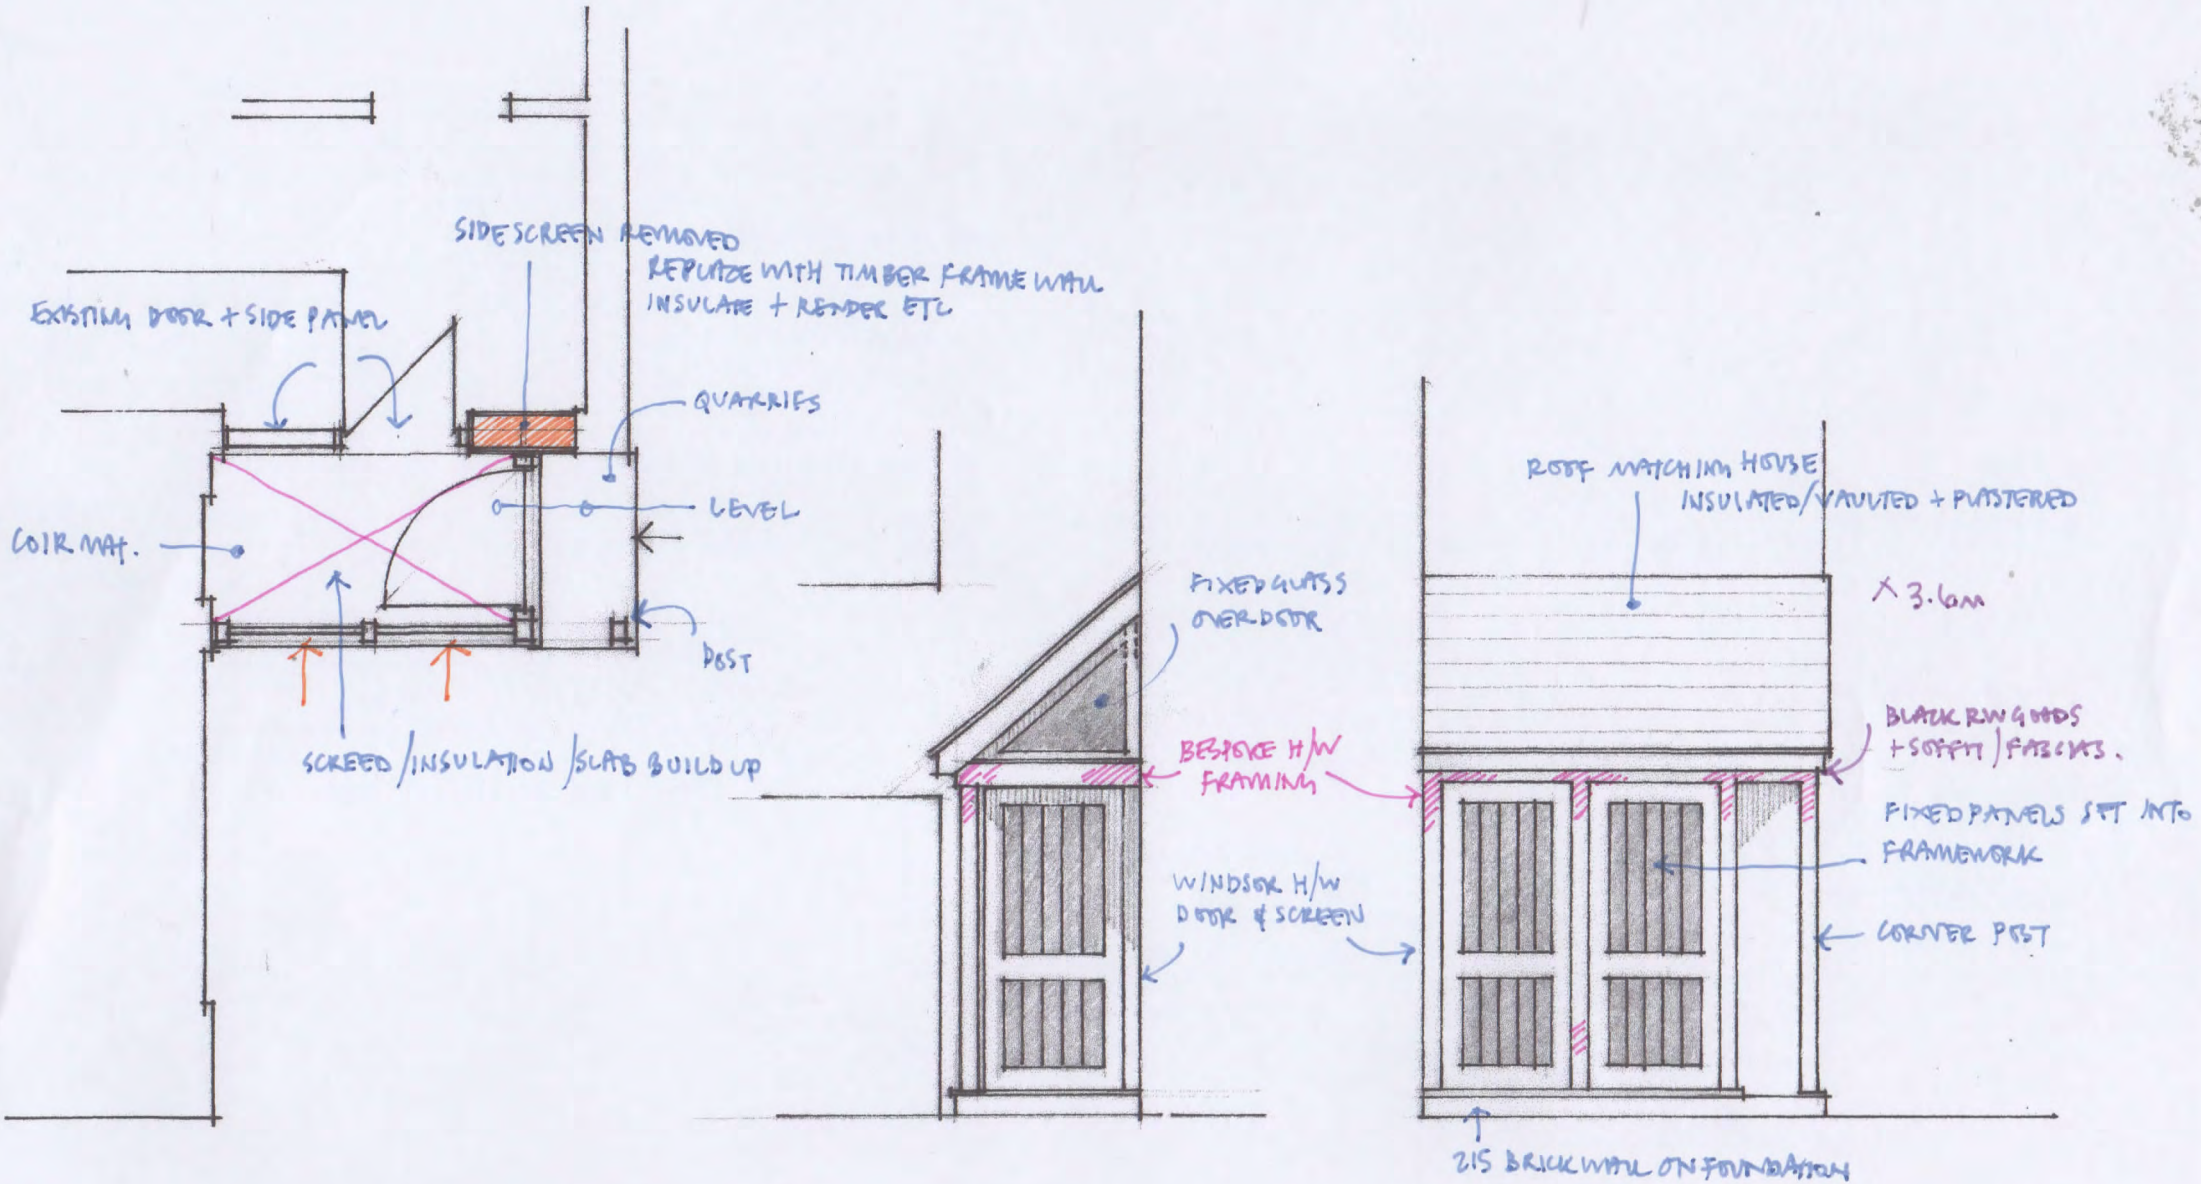 SIDE SCREEN REMOVED
REPLACE WITH TIMBER FRAME WALL
INSULATE + RENDER ETC
EXISTING DOOR + SIDE PANEL
QUARRIES
LEVEL
COIR MAT.
POST
SCREED/INSULATION/SLAB BUILD UP
FIXED GLASS
OVER DOOR
BESPOKE H/W
FRAMING
WINDSOR H/W
DOOR & SCREEN
ROOF MATCHING HOUSE
INSULATED/VAULTED + PLASTERED
X 3.6m
BLACK RW GOODS
+ SOFFIT/FASCIAS.
FIXED PANELS SET INTO
FRAMEWORK
CORNER POST
215 BRICK WALL ON FOUNDATION